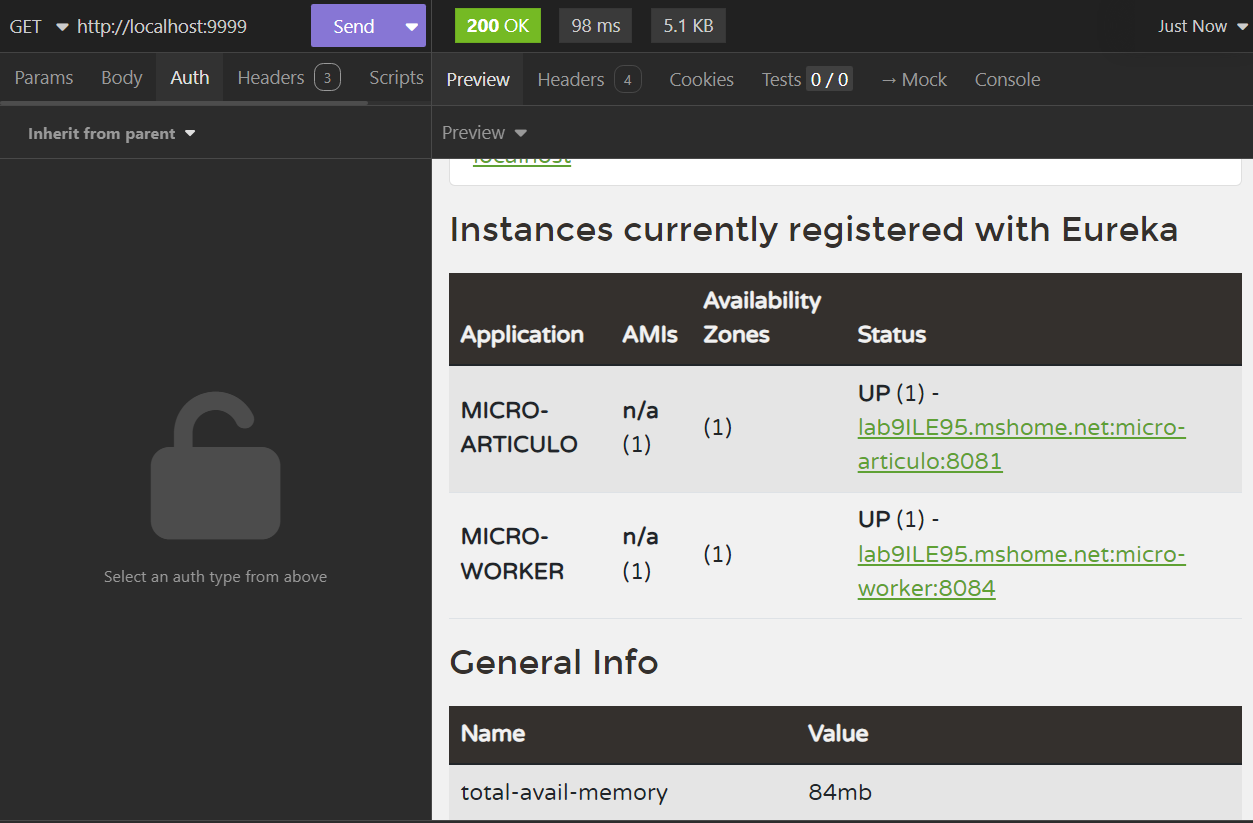 GET http://localhost:9999 Send
200 OK 98 ms 5.1 KB Just Now
Params Body Auth Headers 3 Scripts
Preview Headers 4 Cookies Tests 0 / 0 → Mock Console
Inherit from parent
Preview
localhost
Instances currently registered with Eureka
Application AMIs Availability Zones Status
MICRO-
ARTICULO
n/a
(1)
(1)
UP (1) -
lab9ILE95.mshome.net:micro-
articulo:8081
MICRO-
WORKER
n/a
(1)
(1)
UP (1) -
lab9ILE95.mshome.net:micro-
worker:8084
General Info
Name Value
total-avail-memory 84mb
Select an auth type from above